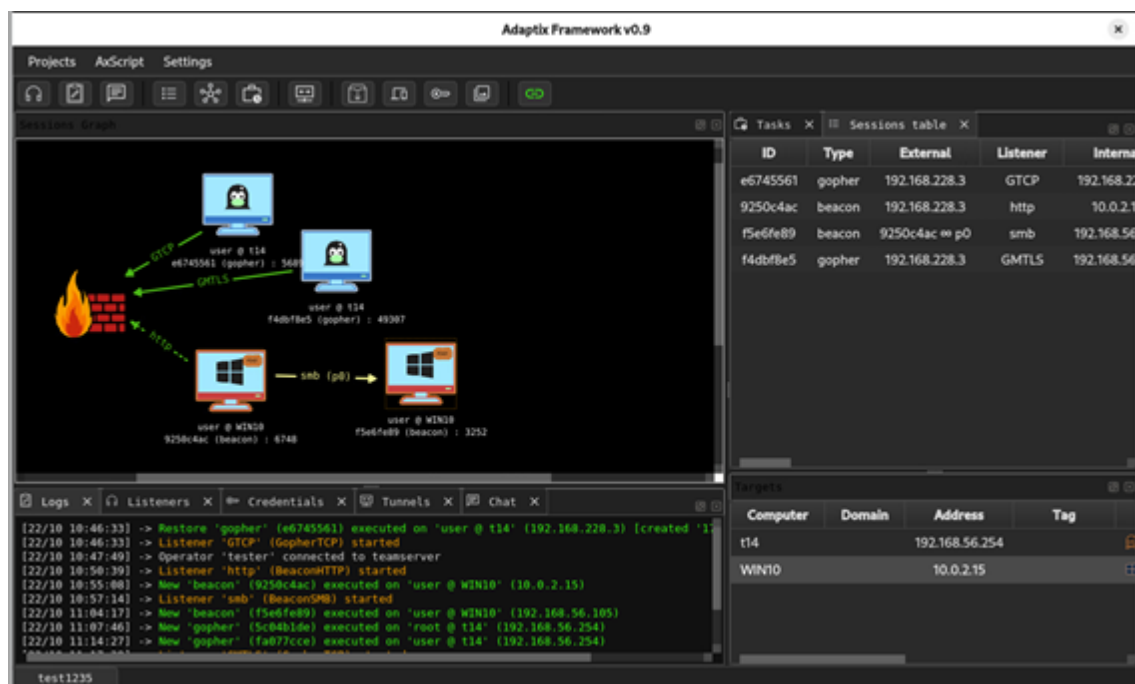 Adaptix Framework v0.9
Projects AxScript Settings
Sessions Graph
GTCP
user @ t14
e6745561 (gopher) : 5689
GMTLS
user @ t14
f4dbf8e5 (gopher) : 49307
http
smb (p0)
user @ WIN10
9250c4ac (beacon) : 6748
user @ WIN10
f5e6fe89 (beacon) : 3252
Tasks Sessions table
ID Type External Listener Interna
e6745561 gopher 192.168.228.3 GTCP 192.168.22
9250c4ac beacon 192.168.228.3 http 10.0.2.1
f5e6fe89 beacon 9250c4ac ∞ p0 smb 192.168.56
f4dbf8e5 gopher 192.168.228.3 GMTLS 192.168.56
Logs Listeners Credentials Tunnels Chat
[22/10 10:46:33] -> Restore 'gopher' (e6745561) executed on 'user @ t14' (192.168.228.3) [created '1
[22/10 10:46:33] -> Listener 'GTCP' (GopherTCP) started
[22/10 10:47:49] -> Operator 'tester' connected to teamserver
[22/10 10:50:39] -> Listener 'http' (BeaconHTTP) started
[22/10 10:55:08] -> New 'beacon' (9250c4ac) executed on 'user @ WIN10' (10.0.2.15)
[22/10 10:57:14] -> Listener 'smb' (BeaconSMB) started
[22/10 11:04:17] -> New 'beacon' (f5e6fe89) executed on 'user @ WIN10' (192.168.56.105)
[22/10 11:07:46] -> New 'gopher' (5c04b1de) executed on 'root @ t14' (192.168.56.254)
[22/10 11:14:27] -> New 'gopher' (fa077cce) executed on 'user @ t14' (192.168.56.254)
Targets
Computer Domain Address Tag
t14 192.168.56.254
WIN10 10.0.2.15
test1235